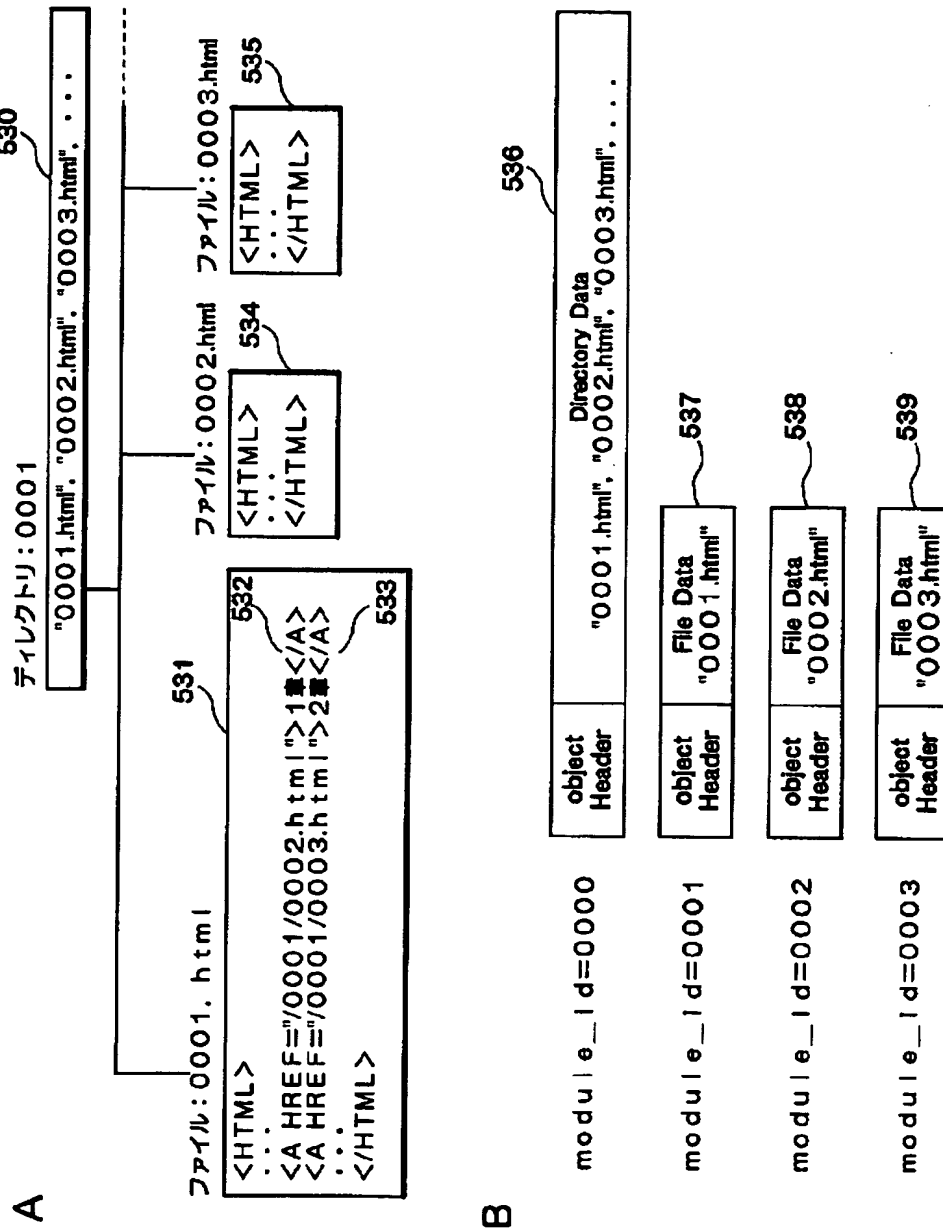 A
ディレクトリ:0001
530
"0001.html", "0002.html", "0003.html", ...
ファイル:0001.html
531
<HTML>
...
<A HREF="/0001/0002.html">1章</A>
532
<A HREF="/0001/0003.html">2章</A>
533
...
</HTML>
ファイル:0002.html
534
<HTML>
...
</HTML>
ファイル:0003.html
535
<HTML>
...
</HTML>
B
module_id=0000
object
Header
Directory Data
"0001.html", "0002.html", "0003.html", ...
536
module_id=0001
object
Header
File Data
"0001.html"
537
module_id=0002
object
Header
File Data
"0002.html"
538
module_id=0003
object
Header
File Data
"0003.html"
539